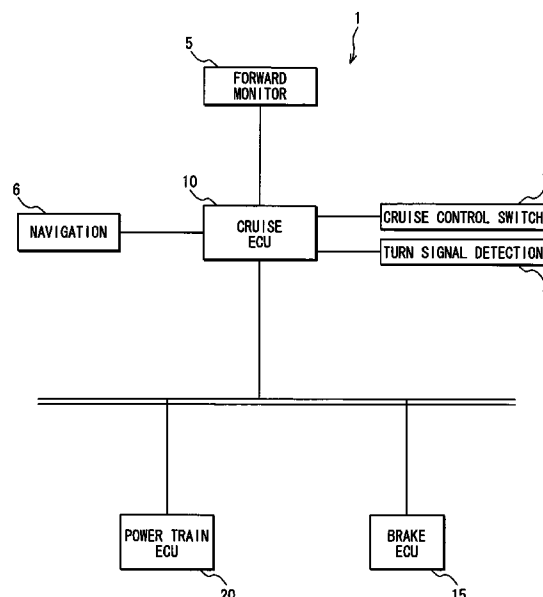 1
5
FORWARD
MONITOR
10
6
CRUISE
ECU
NAVIGATION
CRUISE CONTROL SWITCH
TURN SIGNAL DETECTION
POWER TRAIN
ECU
BRAKE
ECU
20
15